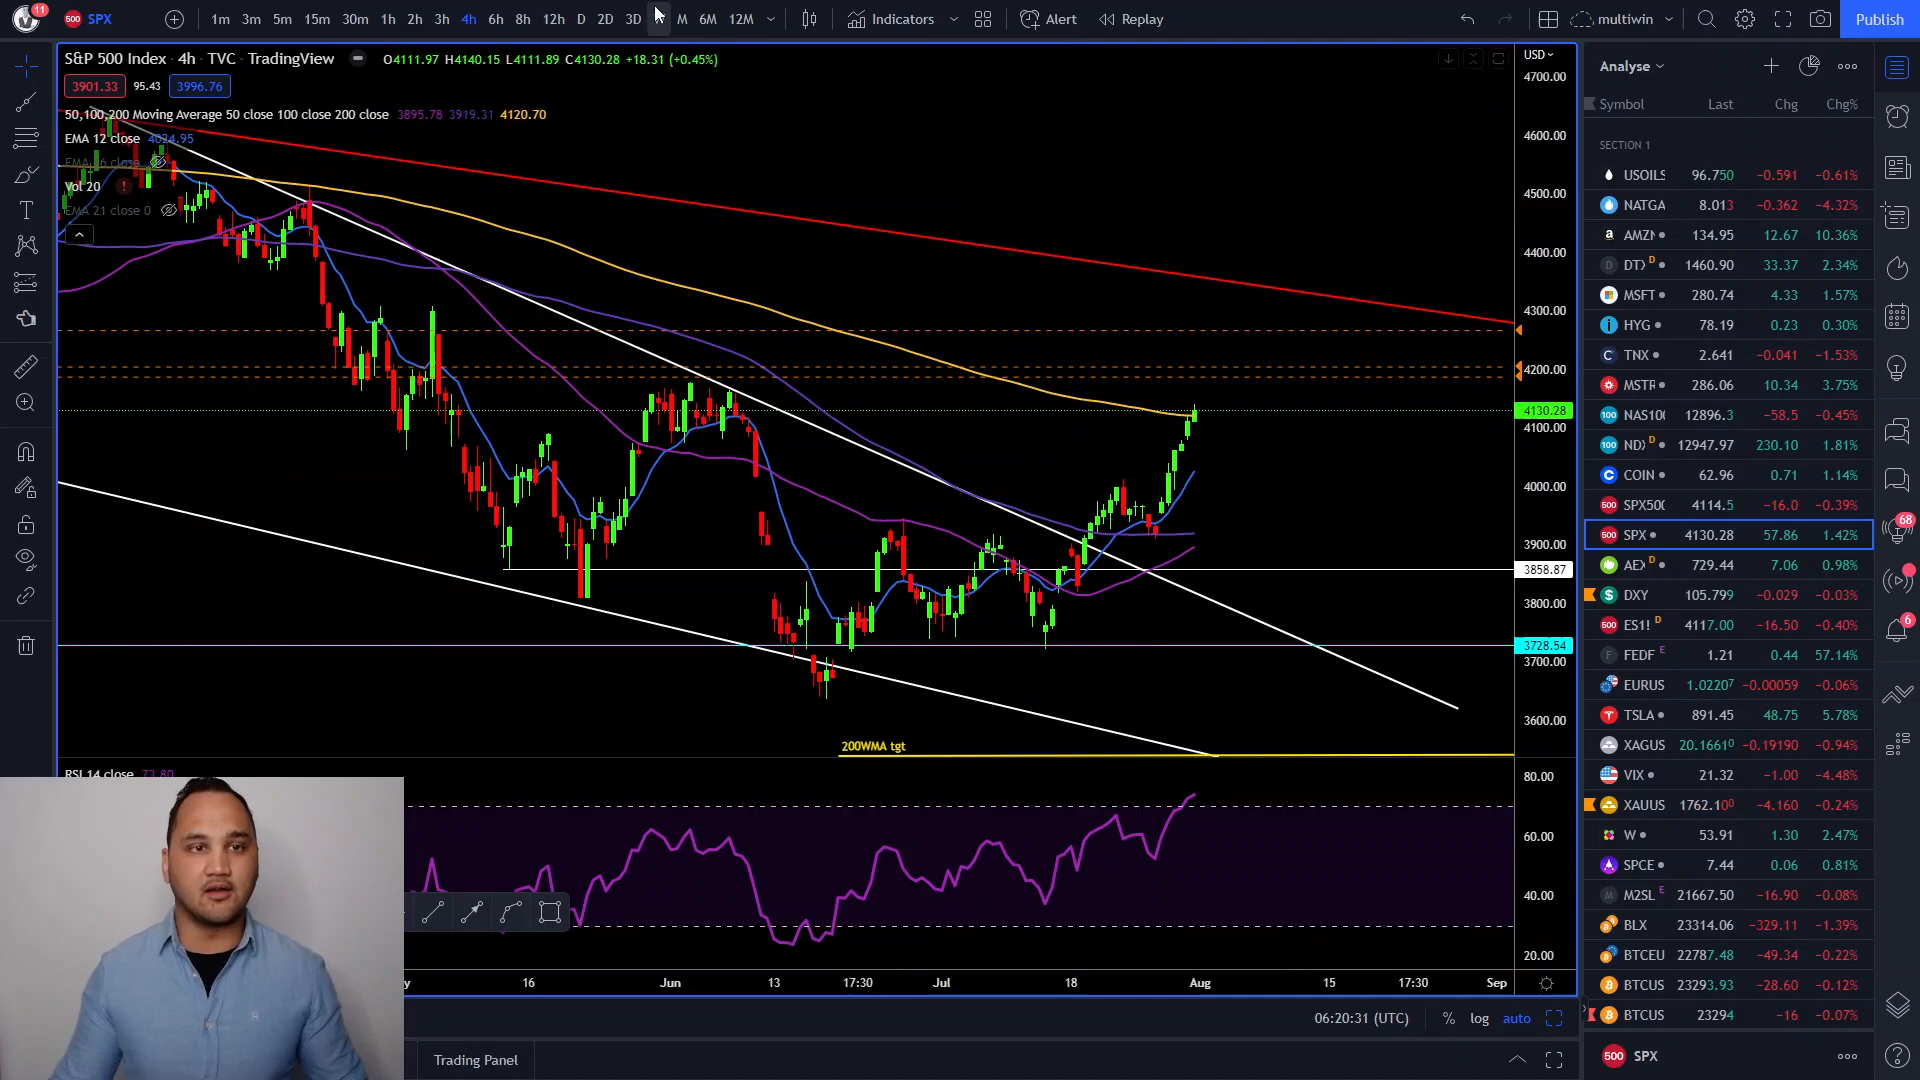 11
500 SPX 1m 3m 5m 15m 30m 1h 2h 3h 4h 6h 8h 12h D 2D 3D M 6M 12M Indicators Alert Replay multiwin Publish
S&P 500 Index · 4h · TVC · TradingView O4111.97 H4140.15 L4111.89 C4130.28 +18.31 (+0.45%)
3901.33 95.43 3996.76
50,100,200 Moving Average 50 close 100 close 200 close 3895.78 3919.31 4120.70
EMA 12 close 4024.95
Vol 20
EMA 21 close 0
USD
4700.00
4600.00
4500.00
4400.00
4300.00
4200.00
4130.28
4100.00
4000.00
3900.00
3858.87
3800.00
3728.54
3700.00
3600.00
200WMA tgt
RSI 14 close 73.80
80.00
60.00
40.00
20.00
16 Jun 13 17:30 Jul 18 Aug 15 17:30 Sep
06:20:31 (UTC) % log auto
Trading Panel
Analyse
Symbol Last Chg Chg%
SECTION 1
USOILS 96.750 −0.591 −0.61%
NATGA 8.013 −0.362 −4.32%
AMZN 134.95 12.67 10.36%
DTX D 1460.90 33.37 2.34%
MSFT 280.74 4.33 1.57%
HYG 78.19 0.23 0.30%
TNX 2.641 −0.041 −1.53%
MSTR 286.06 10.34 3.75%
100 NAS100 12896.3 −58.5 −0.45%
100 NDX D 12947.97 230.10 1.81%
COIN 62.96 0.71 1.14%
500 SPX500 4114.5 −16.0 −0.39%
500 SPX 4130.28 57.86 1.42%
AEX D 729.44 7.06 0.98%
DXY 105.799 −0.029 −0.03%
500 ES1! D 4117.00 −16.50 −0.40%
FEDF E 1.21 0.44 57.14%
EURUS 1.02207 −0.00059 −0.06%
TSLA 891.45 48.75 5.78%
XAGUS 20.16610 −0.19190 −0.94%
VIX 21.32 −1.00 −4.48%
XAUUS 1762.100 −4.160 −0.24%
W 53.91 1.30 2.47%
SPCE 7.44 0.06 0.81%
M2SL E 21667.50 −16.90 −0.08%
BLX 23314.06 −329.11 −1.39%
BTCEU 22787.48 −49.34 −0.22%
BTCUS 23293.93 −28.60 −0.12%
BTCUS 23294 −16 −0.07%
500 SPX
68
6